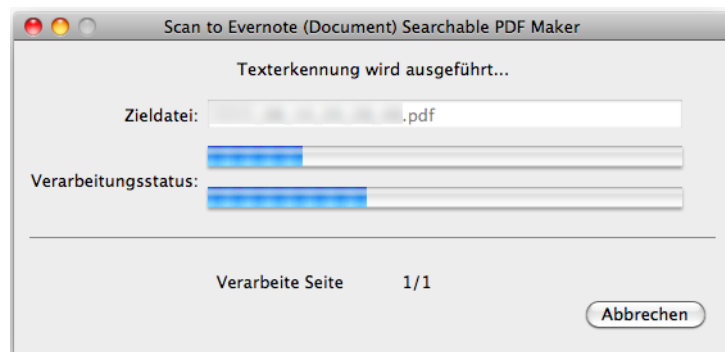 Scan to Evernote (Document) Searchable PDF Maker
Texterkennung wird ausgeführt...
Zieldatei: .pdf
Verarbeitungsstatus:
Verarbeite Seite 1/1
Abbrechen